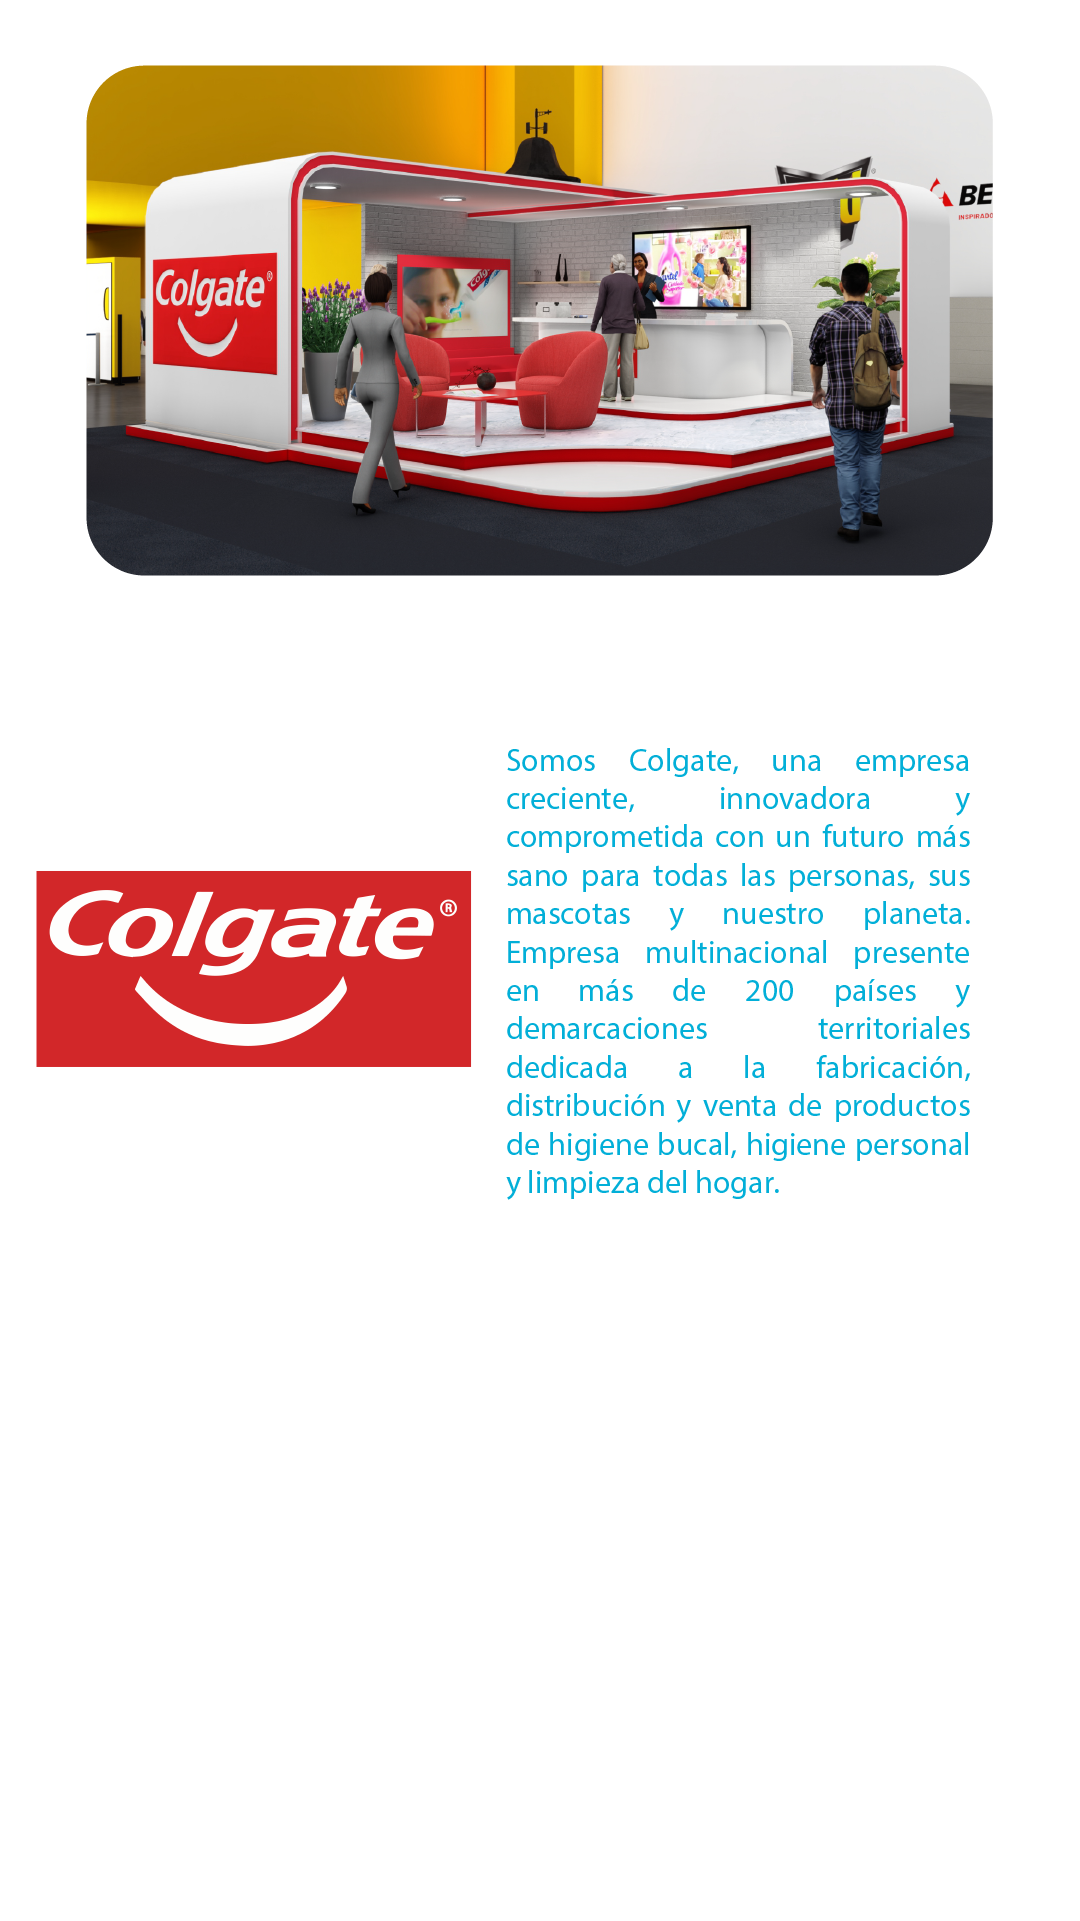 Colgate®
Colg
BE
INSPIRADO
Somos Colgate, una empresa
creciente, innovadora y
comprometida con un futuro más
sano para todas las personas, sus
mascotas y nuestro planeta.
Empresa multinacional presente
en más de 200 países y
demarcaciones territoriales
dedicada a la fabricación,
distribución y venta de productos
de higiene bucal, higiene personal
y limpieza del hogar.
Colgate®